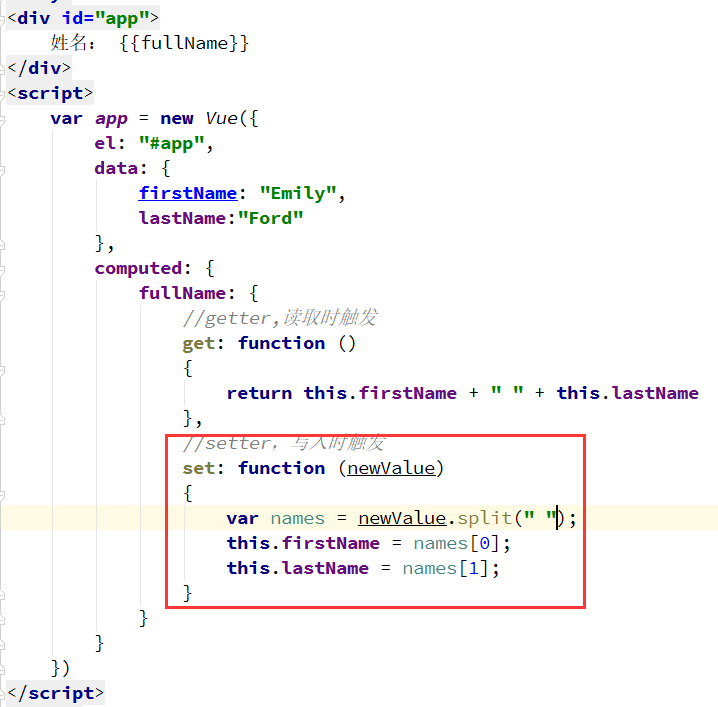 <div id="app">
    姓名： {{fullName}}
</div>
<script>
    var app = new Vue({
        el: "#app",
        data: {
            firstName: "Emily",
            lastName:"Ford"
        },
        computed: {
            fullName: {
                //getter,读取时触发
                get: function ()
                {
                    return this.firstName + " " + this.lastName
                },
                //setter，写入时触发
                set: function (newValue)
                {
                    var names = newValue.split(" ");
                    this.firstName = names[0];
                    this.lastName = names[1];
                }
            }
        }
    })
</script>